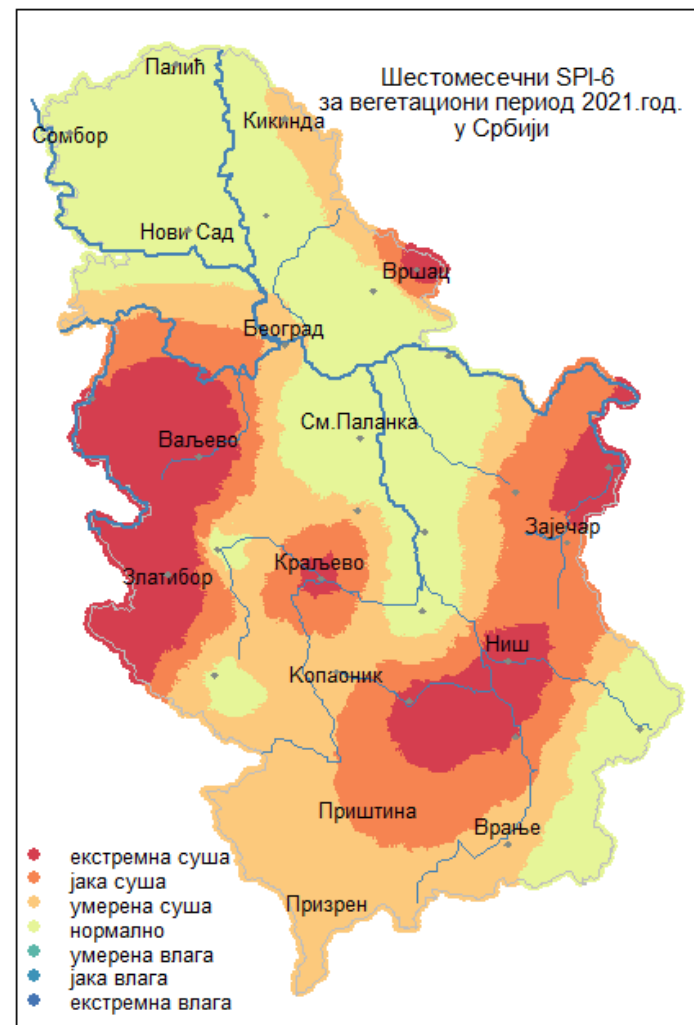 Шестомесечни SPI-6
за вегетациони период 2021.год.
у Србији
Палић
Кикинда
Сомбор
Нови Сад
Вршац
Београд
См.Паланка
Ваљево
Зајечар
Краљево
Златибор
Ниш
Копаоник
Приштина
Врање
Призрен
екстремна суша
јака суша
умерена суша
нормално
умерена влага
јака влага
екстремна влага